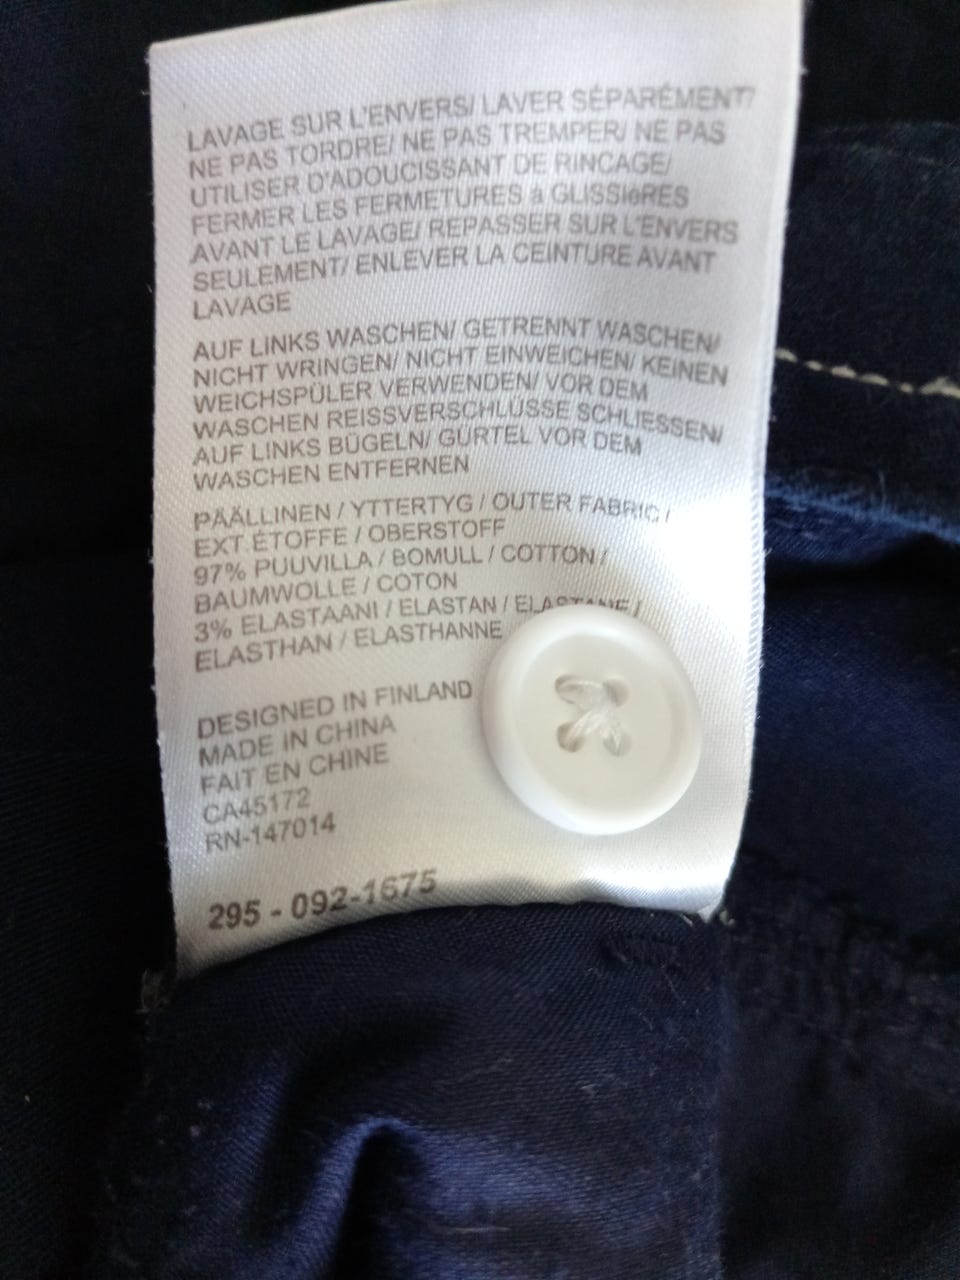 LAVAGE SUR L'ENVERS/ LAVER SÉPARÉMENT/
NE PAS TORDRE/ NE PAS TREMPER/ NE PAS
UTILISER D'ADOUCISSANT DE RINCAGE/
FERMER LES FERMETURES à GLISSIèRES
AVANT LE LAVAGE/ REPASSER SUR L'ENVERS
SEULEMENT/ ENLEVER LA CEINTURE AVANT
LAVAGE
AUF LINKS WASCHEN/ GETRENNT WASCHEN/
NICHT WRINGEN/ NICHT EINWEICHEN/ KEINEN
WEICHSPÜLER VERWENDEN/ VOR DEM
WASCHEN REISSVERSCHLÜSSE SCHLIESSEN/
AUF LINKS BÜGELN/ GÜRTEL VOR DEM
WASCHEN ENTFERNEN
PÄÄLLINEN / YTTERTYG / OUTER FABRIC /
EXT.ÉTOFFE / OBERSTOFF
97% PUUVILLA / BOMULL / COTTON /
BAUMWOLLE / COTON
3% ELASTAANI / ELASTAN / ELASTANE /
ELASTHAN / ELASTHANNE
DESIGNED IN FINLAND
MADE IN CHINA
FAIT EN CHINE
CA45172
RN-147014
295 - 092-1675